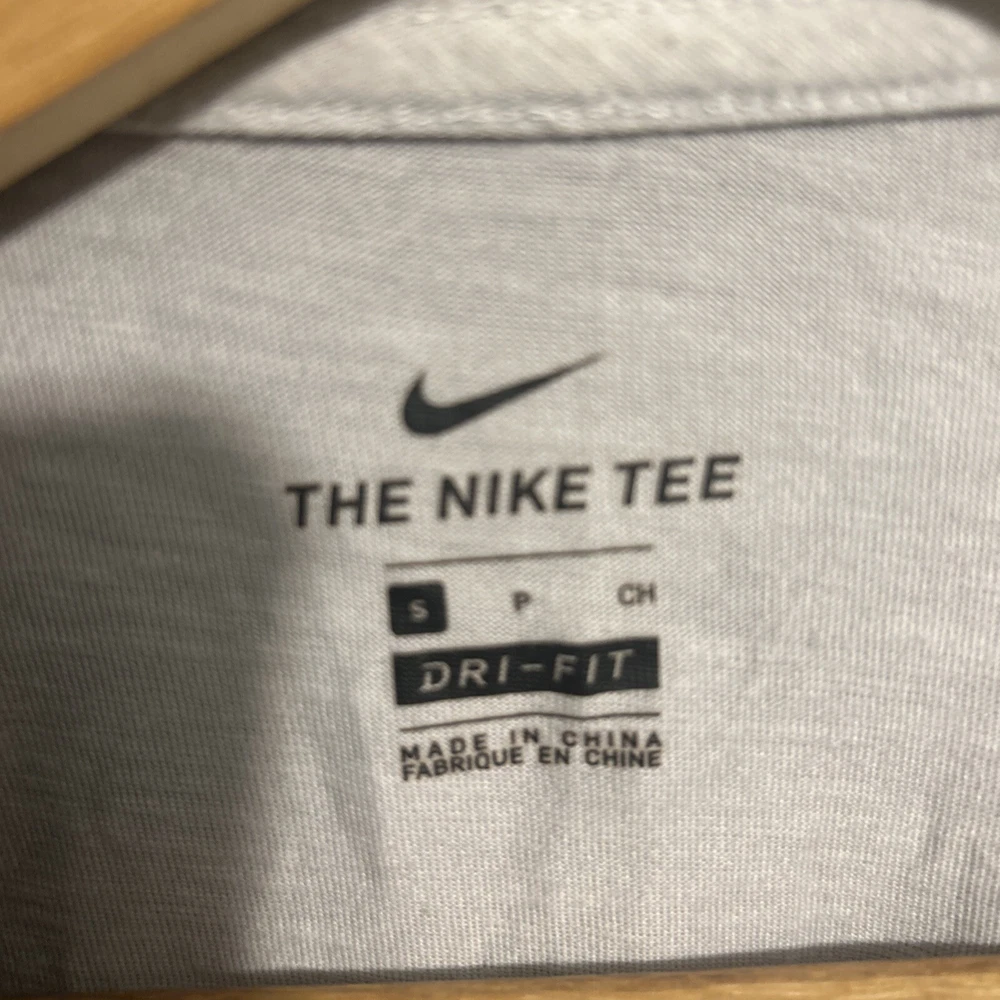 THE NIKE TEE
S P CH
DRI-FIT
MADE IN CHINA
FABRIQUE EN CHINE